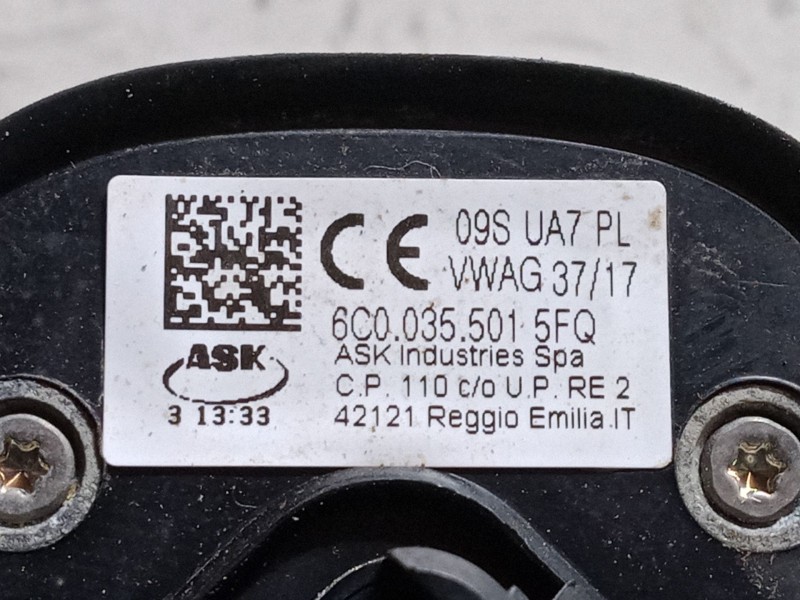 CE 09S UA7 PL
VWAG 37/17
6C0.035.501 5FQ
ASK
ASK Industries Spa
C.P. 110 c/o U.P. RE 2
3 13:33
42121 Reggio Emilia.IT